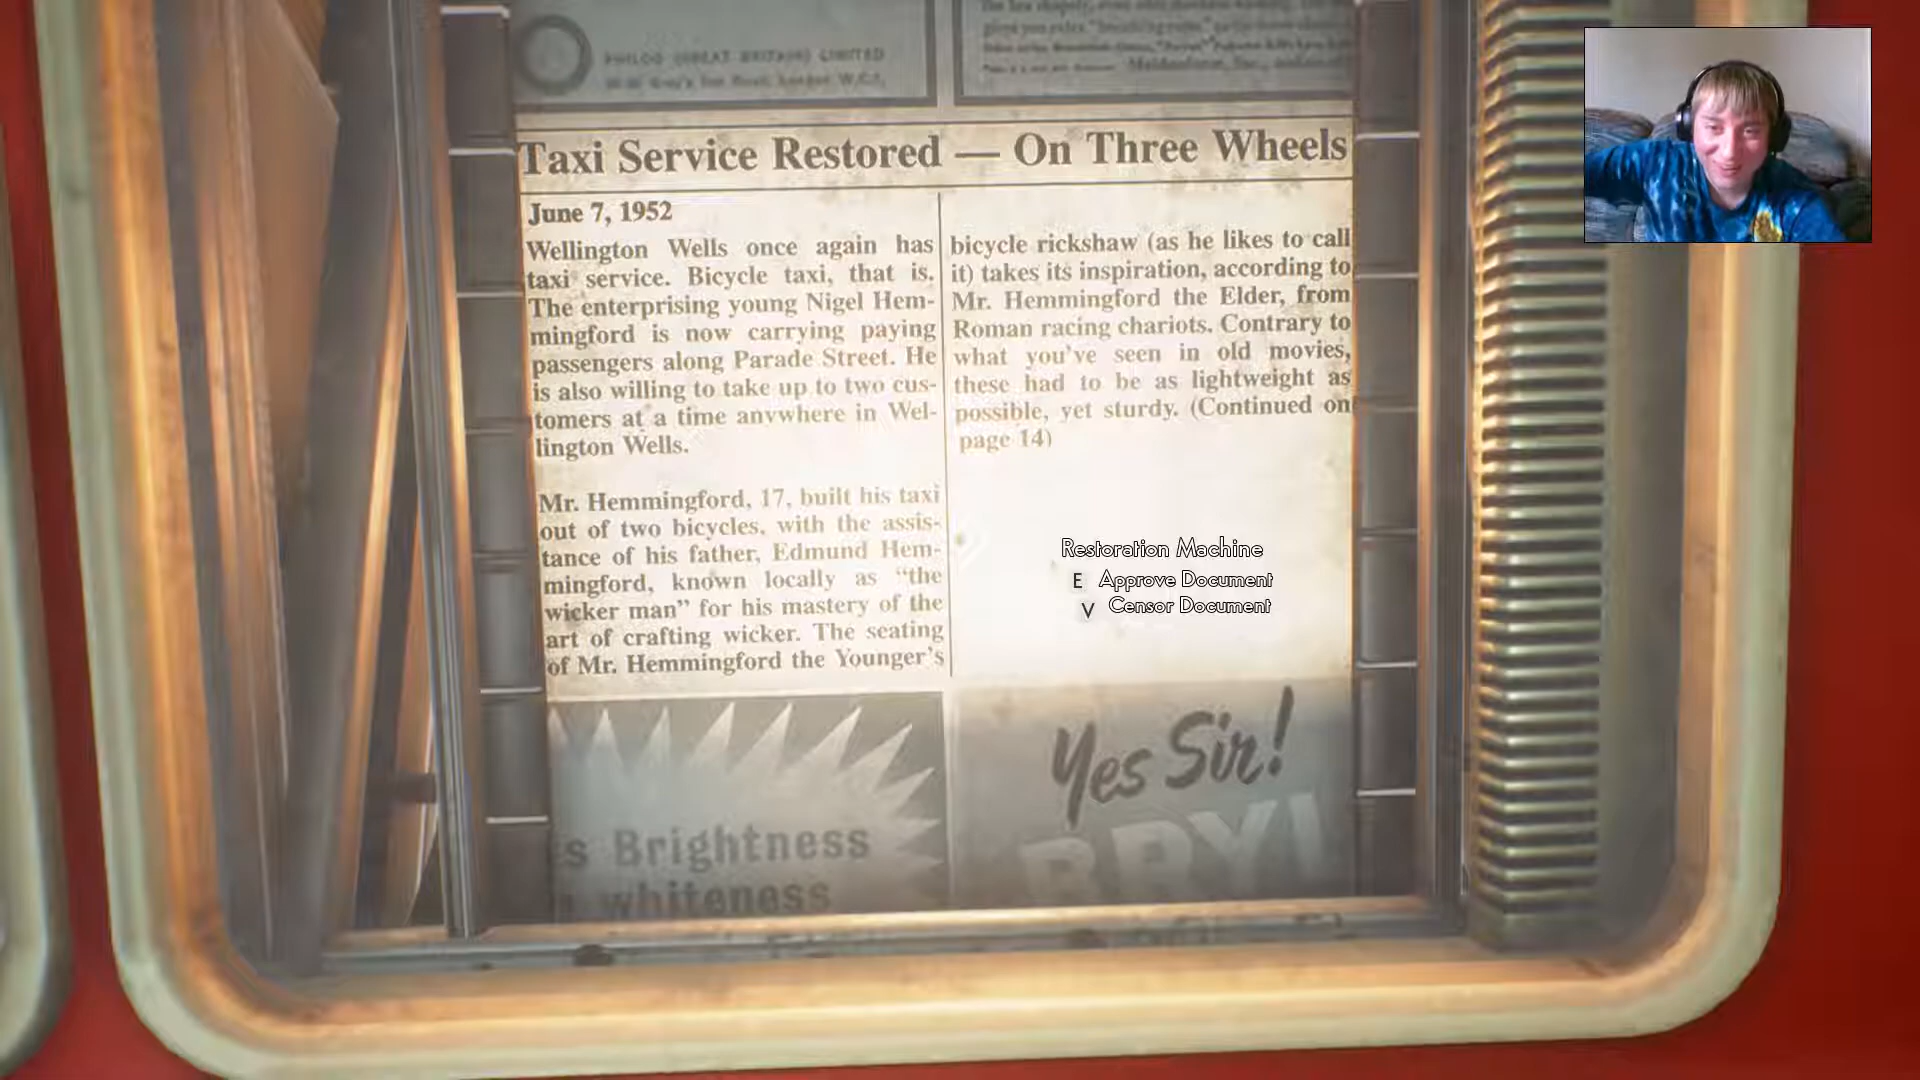 PHILCO (GREAT BRITAIN) LIMITED
Taxi Service Restored — On Three Wheels
June 7, 1952
Wellington Wells once again has
taxi service. Bicycle taxi, that is.
The enterprising young Nigel Hem-
mingford is now carrying paying
passengers along Parade Street. He
is also willing to take up to two cus-
tomers at a time anywhere in Wel-
lington Wells.
Mr. Hemmingford, 17, built his taxi
out of two bicycles, with the assis-
tance of his father, Edmund Hem-
mingford, known locally as “the
wicker man” for his mastery of the
art of crafting wicker. The seating
of Mr. Hemmingford the Younger’s
bicycle rickshaw (as he likes to call
it) takes its inspiration, according to
Mr. Hemmingford the Elder, from
Roman racing chariots. Contrary to
what you’ve seen in old movies,
these had to be as lightweight as
possible, yet sturdy. (Continued on
page 14)
Restoration Machine
E Approve Document
V Censor Document
s Brightness
whiteness
Yes Sir!